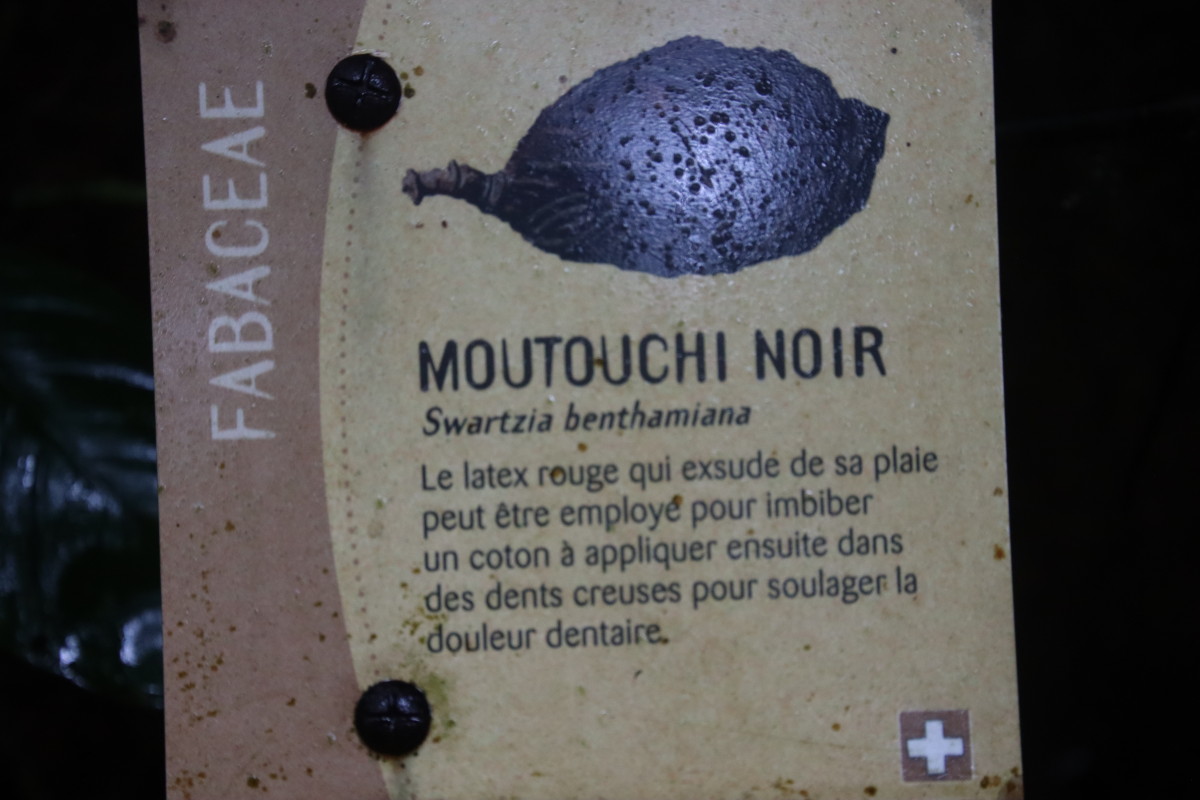 FABACEAE
MOUTOUCHI NOIR
Swartzia benthamiana
Le latex rouge qui exsude de sa plaie
peut être employé pour imbiber
un coton à appliquer ensuite dans
des dents creuses pour soulager la
douleur dentaire.